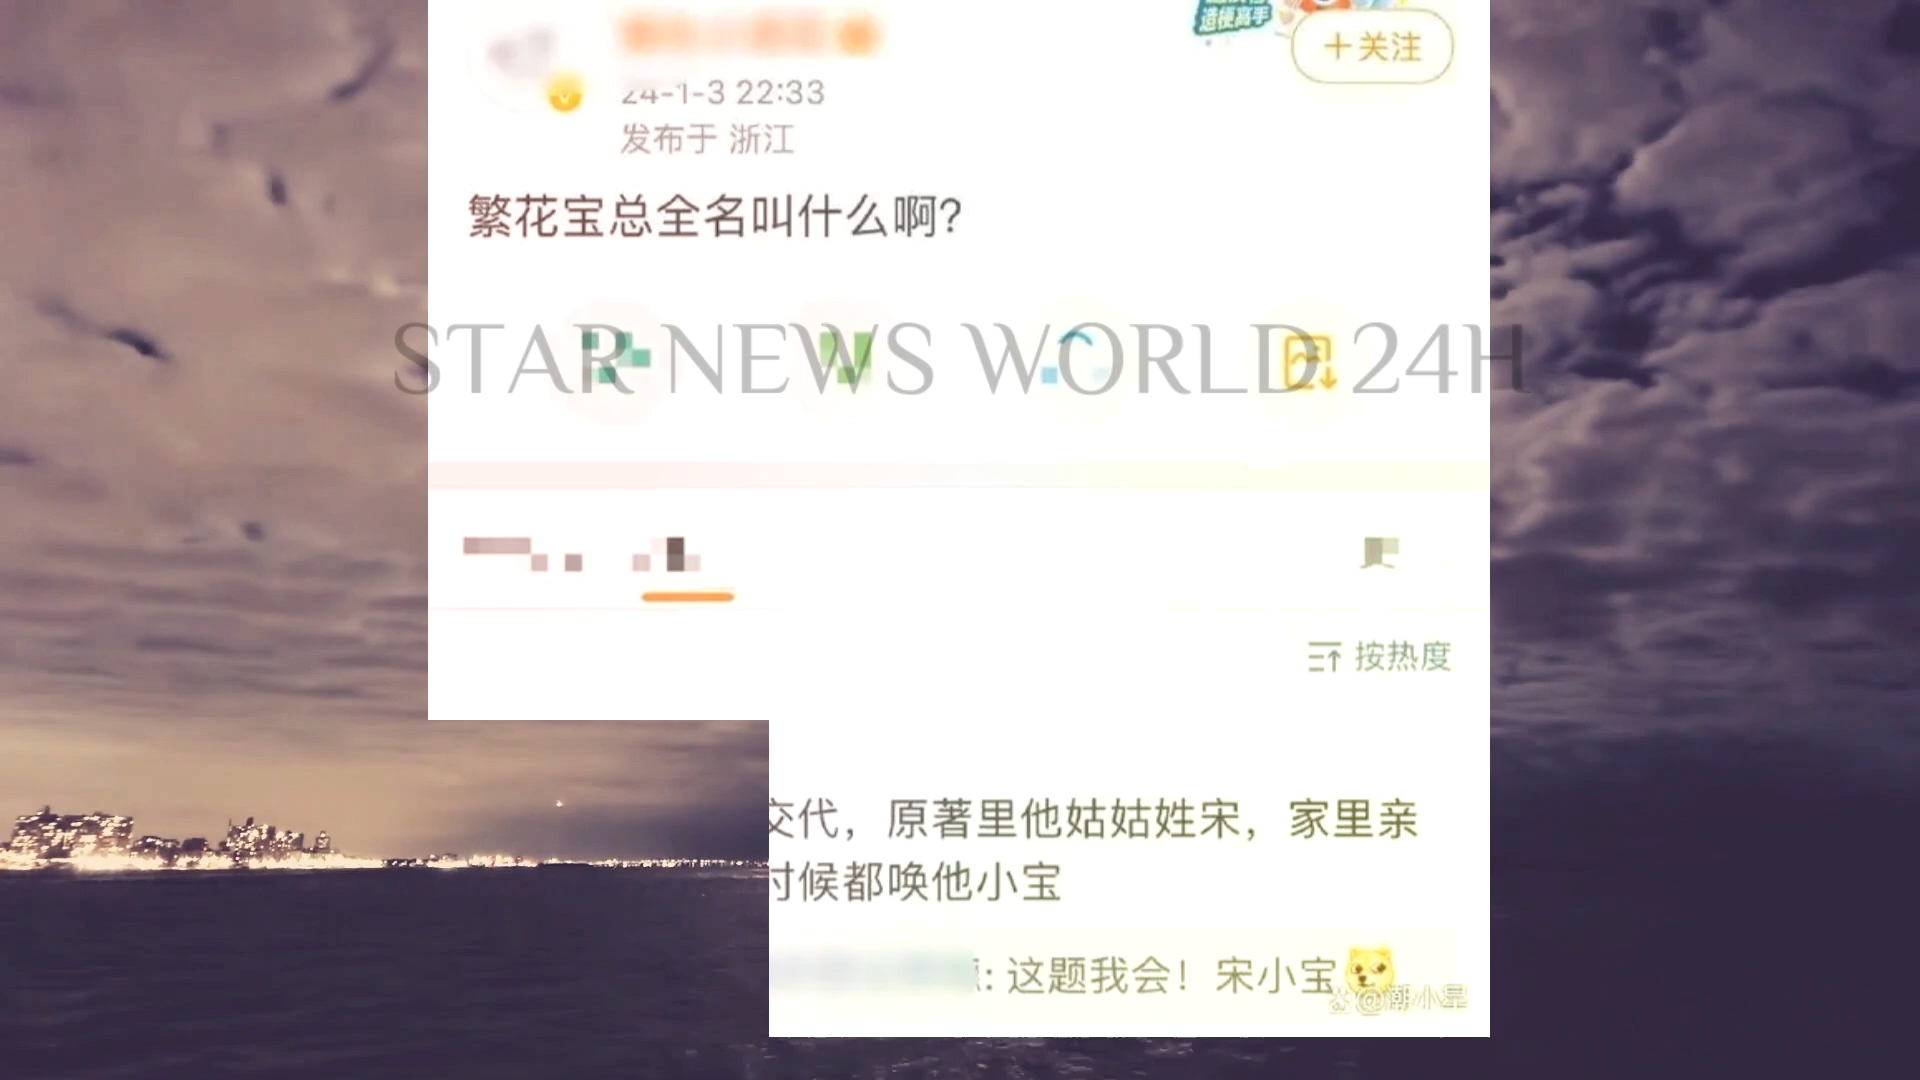 造梗高手
+关注
24-1-3 22:33
发布于 浙江
繁花宝总全名叫什么啊?
STAR NEWS WORLD 24H
按热度
交代，原著里他姑姑姓宋，家里亲
时候都唤他小宝
: 这题我会！宋小宝
@潮小星